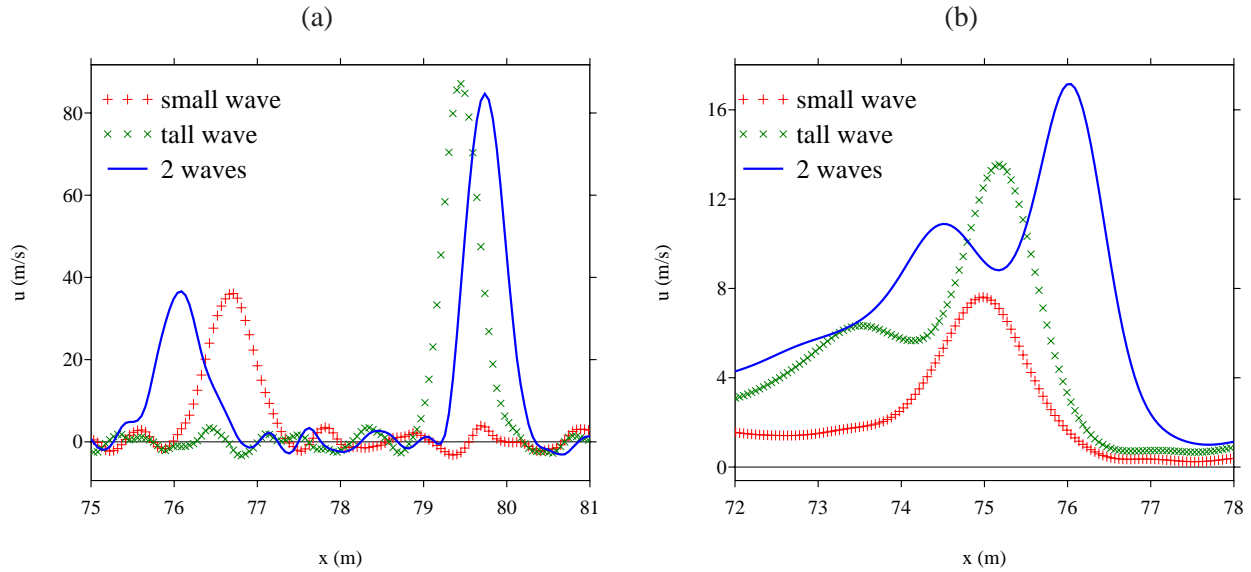 (a)
small wave
tall wave
2 waves
80
60
40
20
0
u (m/s)
75 76 77 78 79 80 81
x (m)
(b)
small wave
tall wave
2 waves
16
12
8
4
0
u (m/s)
72 73 74 75 76 77 78
x (m)